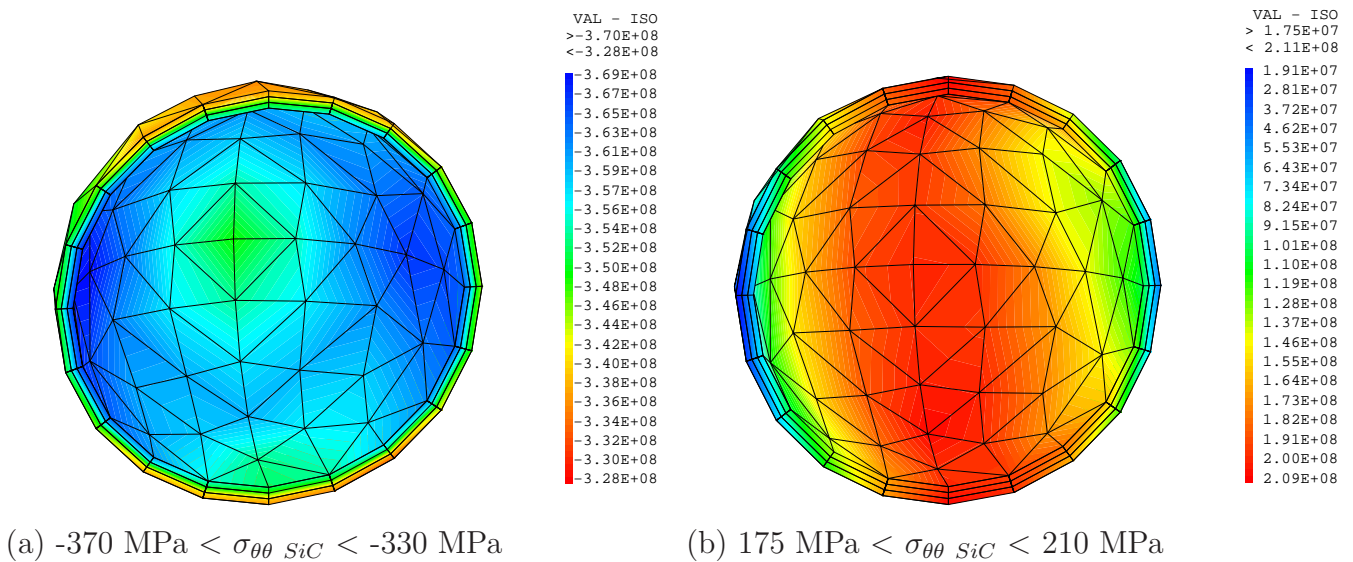 VAL - ISO
>-3.70E+08
<-3.28E+08
-3.69E+08
-3.67E+08
-3.65E+08
-3.63E+08
-3.61E+08
-3.59E+08
-3.57E+08
-3.56E+08
-3.54E+08
-3.52E+08
-3.50E+08
-3.48E+08
-3.46E+08
-3.44E+08
-3.42E+08
-3.40E+08
-3.38E+08
-3.36E+08
-3.34E+08
-3.32E+08
-3.30E+08
-3.28E+08
VAL - ISO
> 1.75E+07
< 2.11E+08
1.91E+07
2.81E+07
3.72E+07
4.62E+07
5.53E+07
6.43E+07
7.34E+07
8.24E+07
9.15E+07
1.01E+08
1.10E+08
1.19E+08
1.28E+08
1.37E+08
1.46E+08
1.55E+08
1.64E+08
1.73E+08
1.82E+08
1.91E+08
2.00E+08
2.09E+08
(a) -370 MPa < σθθ SiC < -330 MPa
(b) 175 MPa < σθθ SiC < 210 MPa